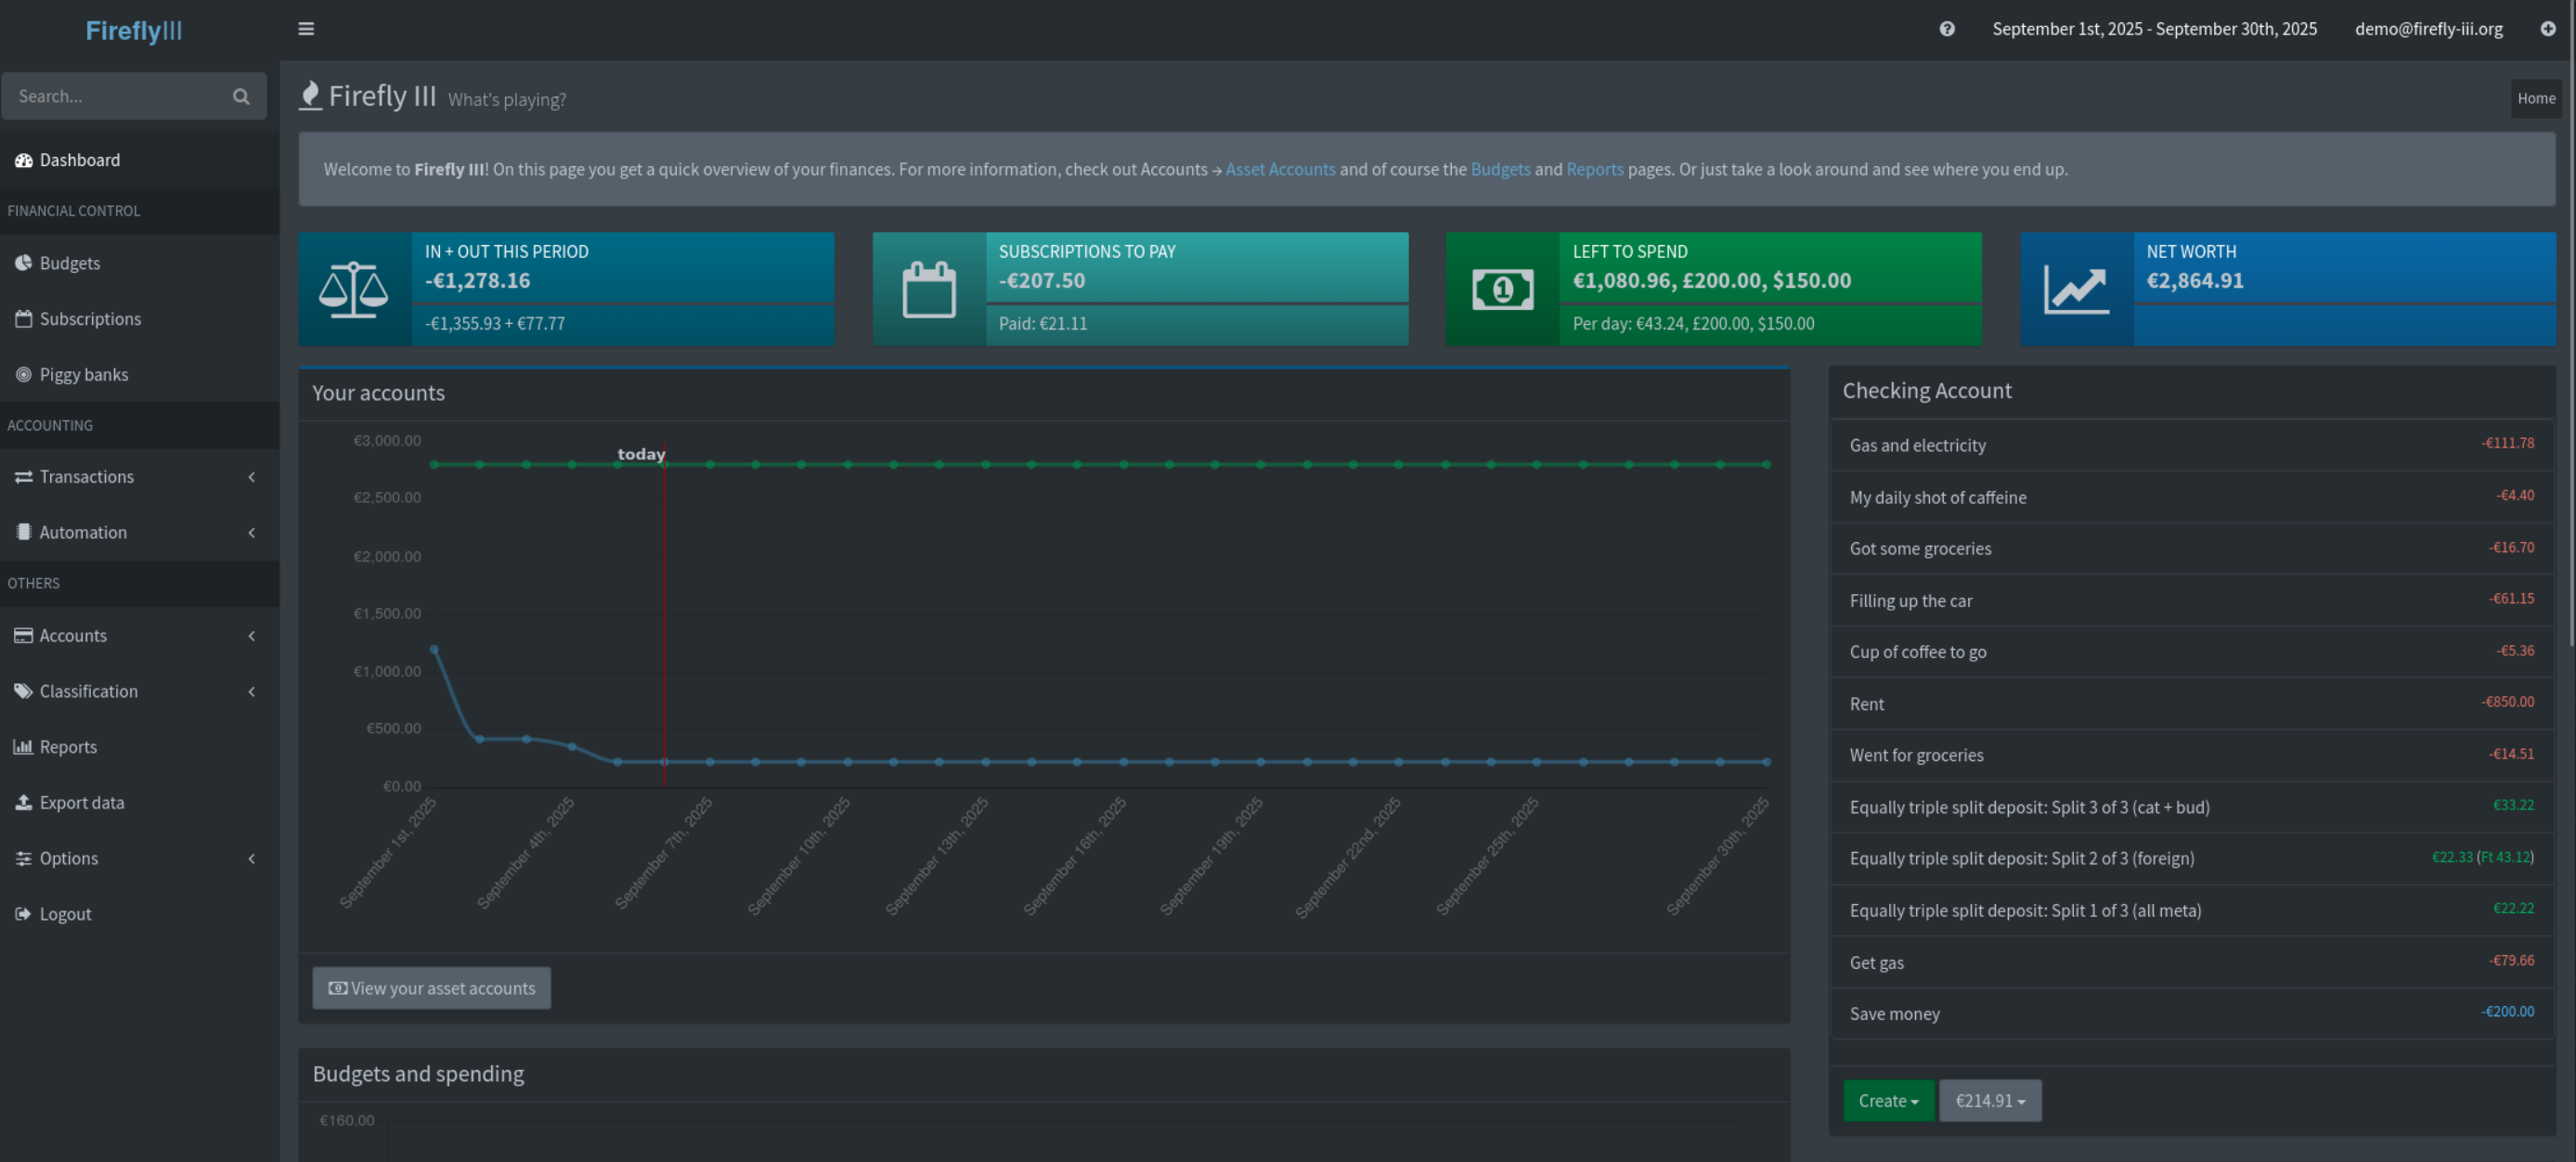 FireflyIII
September 1st, 2025 - September 30th, 2025
demo@firefly-iii.org
Search...
Dashboard
FINANCIAL CONTROL
Budgets
Subscriptions
Piggy banks
ACCOUNTING
Transactions
Automation
OTHERS
Accounts
Classification
Reports
Export data
Options
Logout
Firefly III What's playing?
Home
Welcome to Firefly III! On this page you get a quick overview of your finances. For more information, check out Accounts → Asset Accounts and of course the Budgets and Reports pages. Or just take a look around and see where you end up.
IN + OUT THIS PERIOD
-€1,278.16
-€1,355.93 + €77.77
SUBSCRIPTIONS TO PAY
-€207.50
Paid: €21.11
LEFT TO SPEND
€1,080.96, £200.00, $150.00
Per day: €43.24, £200.00, $150.00
NET WORTH
€2,864.91
Your accounts
€3,000.00
today
€2,500.00
€2,000.00
€1,500.00
€1,000.00
€500.00
€0.00
September 1st, 2025
September 4th, 2025
September 7th, 2025
September 10th, 2025
September 13th, 2025
September 16th, 2025
September 19th, 2025
September 22nd, 2025
September 25th, 2025
September 30th, 2025
View your asset accounts
Budgets and spending
€160.00
Checking Account
Gas and electricity -€111.78
My daily shot of caffeine -€4.40
Got some groceries -€16.70
Filling up the car -€61.15
Cup of coffee to go -€5.36
Rent -€850.00
Went for groceries -€14.51
Equally triple split deposit: Split 3 of 3 (cat + bud) €33.22
Equally triple split deposit: Split 2 of 3 (foreign) €22.33 (Ft 43.12)
Equally triple split deposit: Split 1 of 3 (all meta) €22.22
Get gas -€79.66
Save money -€200.00
Create
€214.91